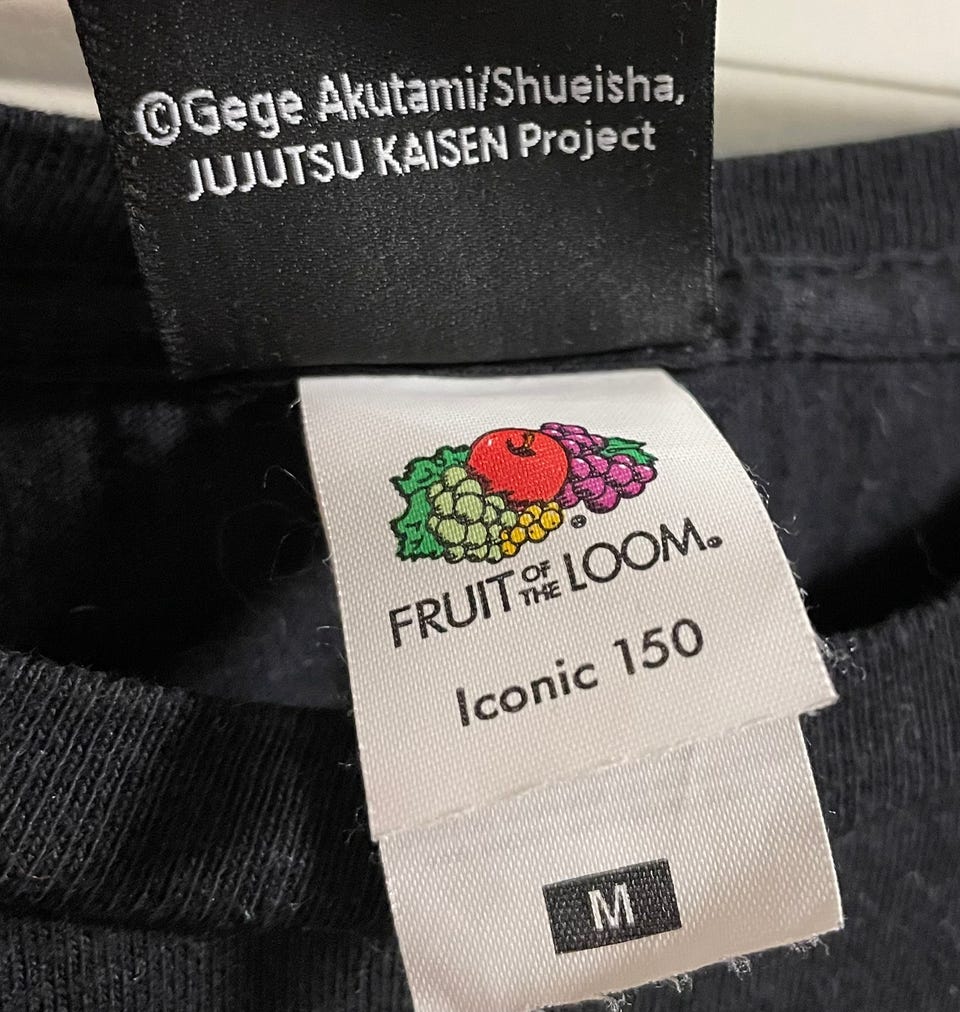 ©Gege Akutami/Shueisha,
JUJUTSU KAISEN Project
FRUIT OF THE LOOM®
Iconic 150
M